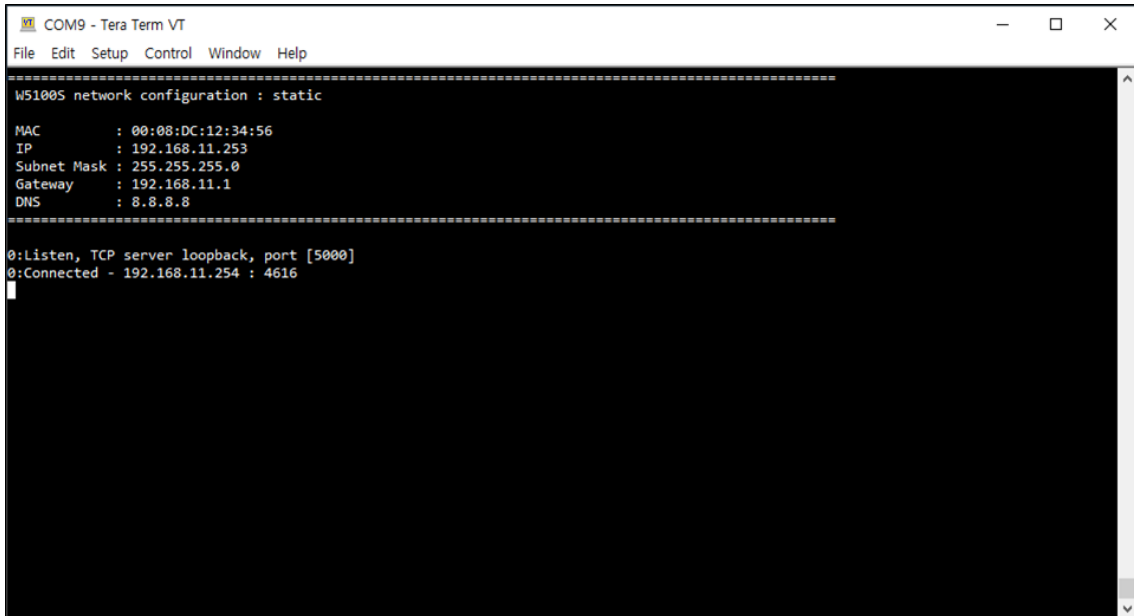 COM9 - Tera Term VT
File Edit Setup Control Window Help
====================================================================================================
W5100S network configuration : static
MAC : 00:08:DC:12:34:56
IP : 192.168.11.253
Subnet Mask : 255.255.255.0
Gateway : 192.168.11.1
DNS : 8.8.8.8
====================================================================================================
0:Listen, TCP server loopback, port [5000]
0:Connected - 192.168.11.254 : 4616